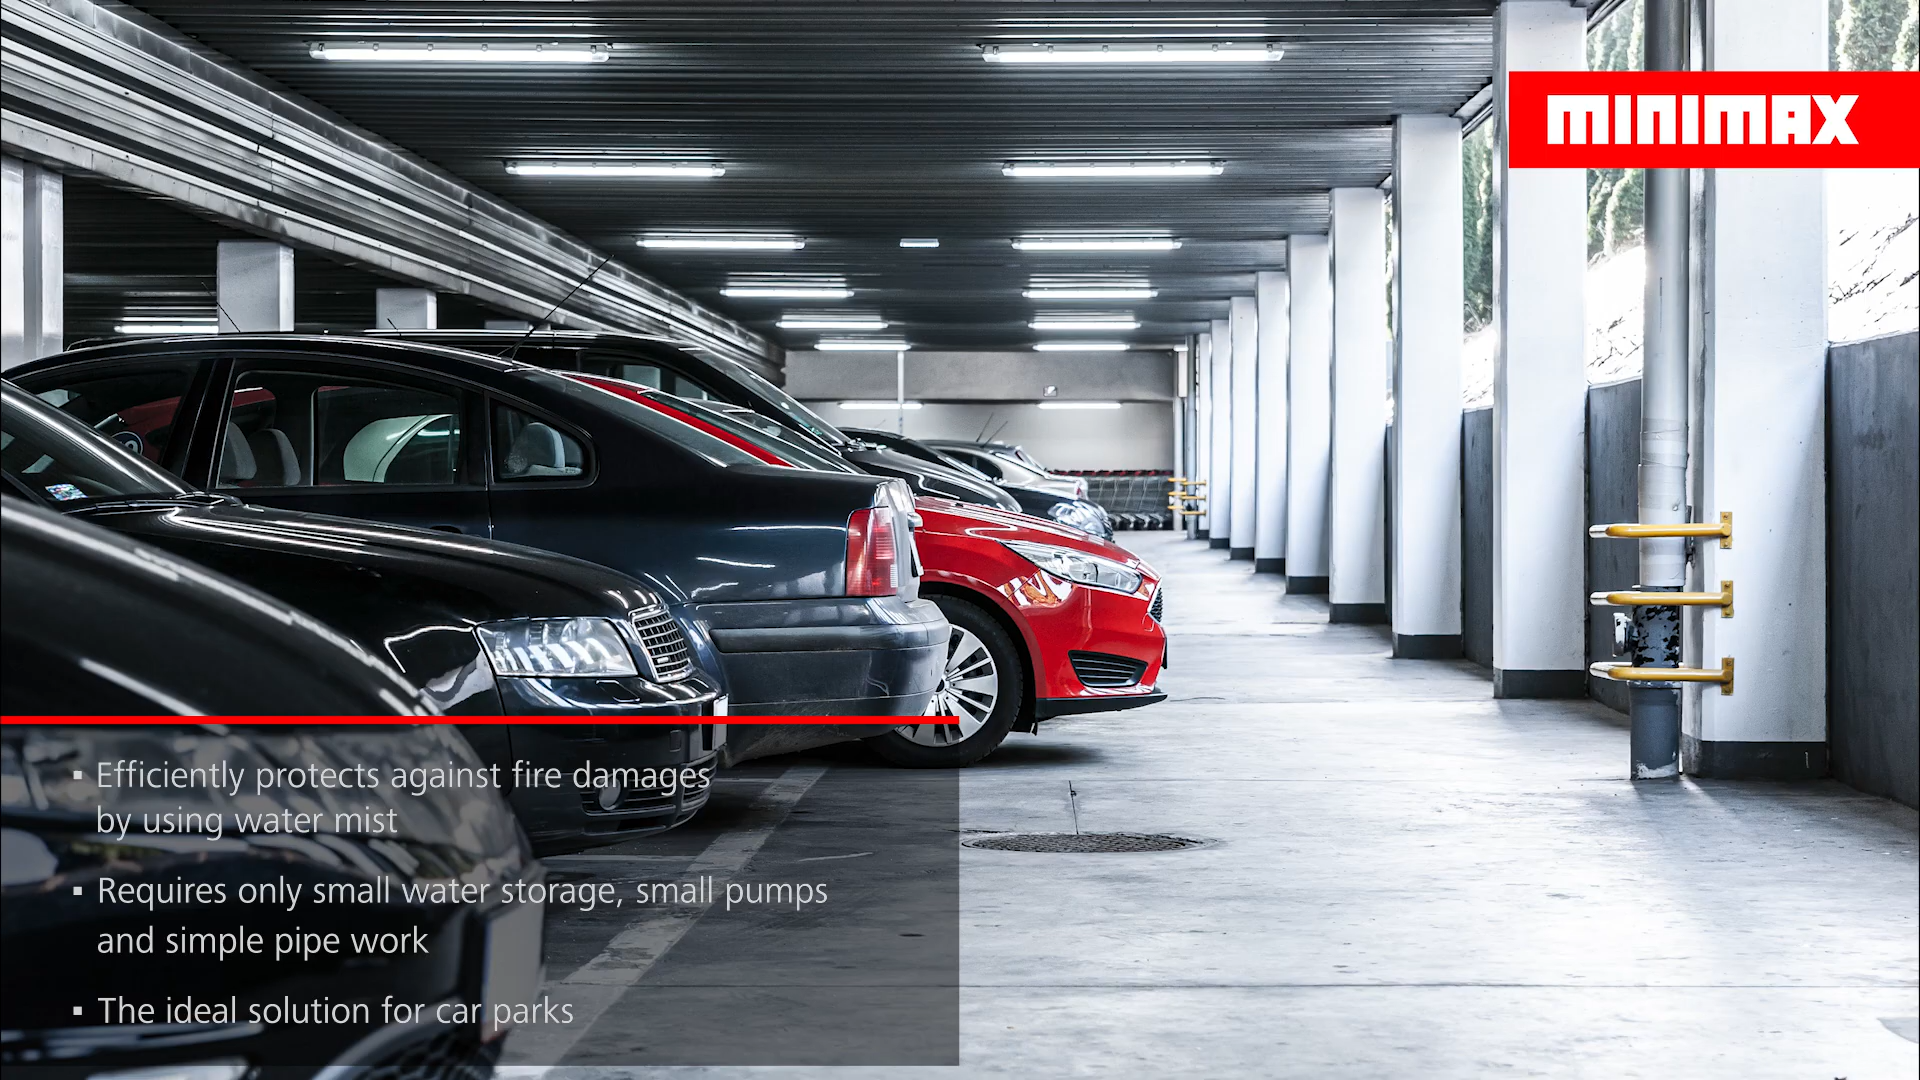 MINIMAX
▪ Efficiently protects against fire damages
by using water mist
▪ Requires only small water storage, small pumps
and simple pipe work
▪ The ideal solution for car parks